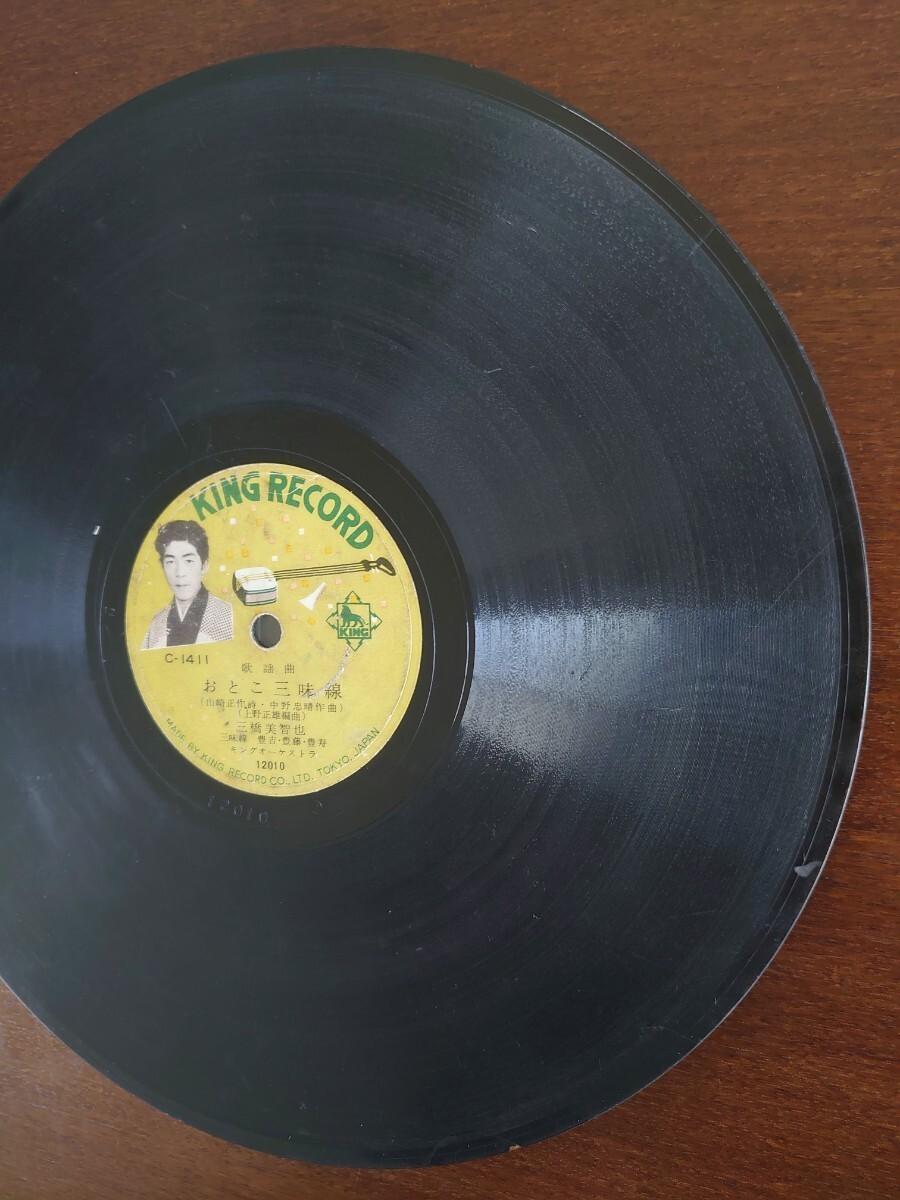 KING RECORD
KING
C-1411
歌謡曲
おとこ三味線
(山崎正作詩・中野忠晴作曲)
(上野正雄編曲)
三橋美智也
三味線 豊吉・豊藤・豊寿
キングオーケストラ
12010
MADE BY KING RECORD CO., LTD. TOKYO, JAPAN